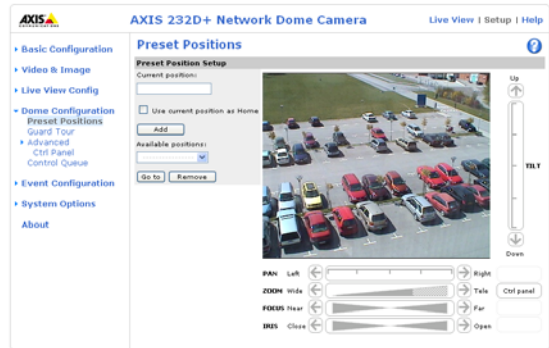 AXIS
COMMUNICATIONS
AXIS 232D+ Network Dome Camera
Live View | Setup | Help
Basic Configuration
Video & Image
Live View Config
Dome Configuration
Preset Positions
Guard Tour
Advanced
Ctrl Panel
Control Queue
Event Configuration
System Options
About
Preset Positions
?
Preset Position Setup
Current position:
Use current position as Home
Add
Available positions:
Go to
Remove
Up
TILT
Down
PAN Left Right
ZOOM Wide Tele Ctrl panel
FOCUS Near Far
IRIS Close Open